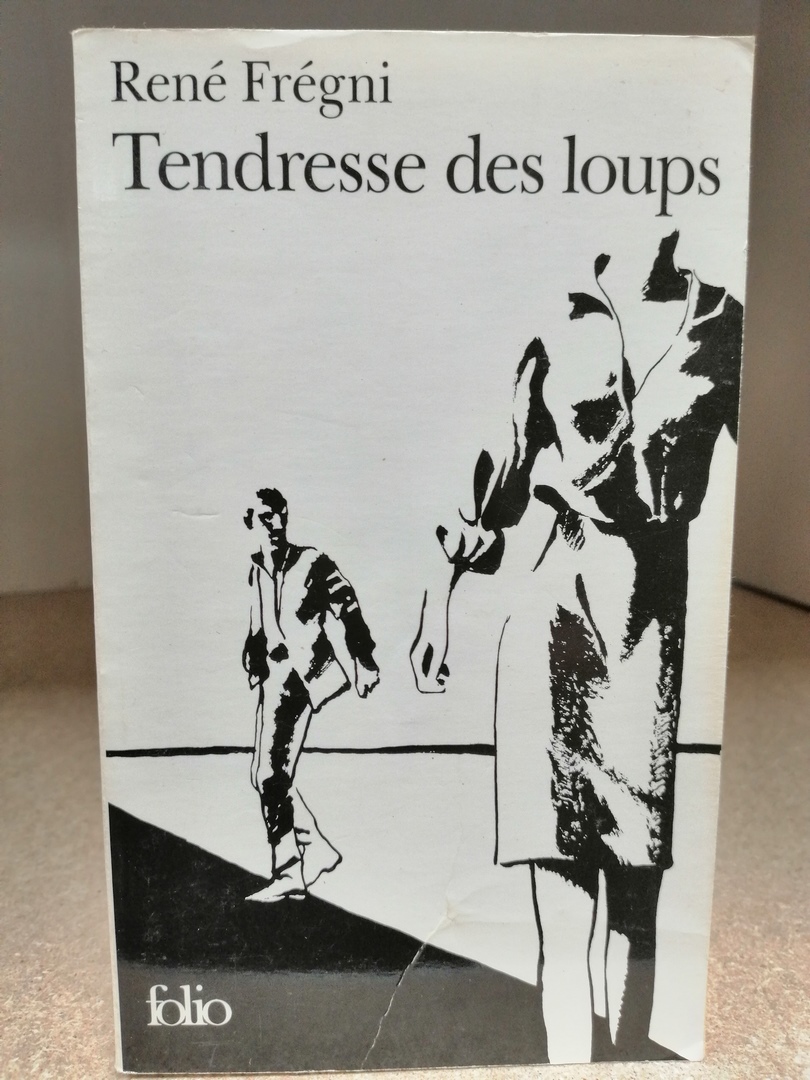 René Frégni
Tendresse des loups
folio